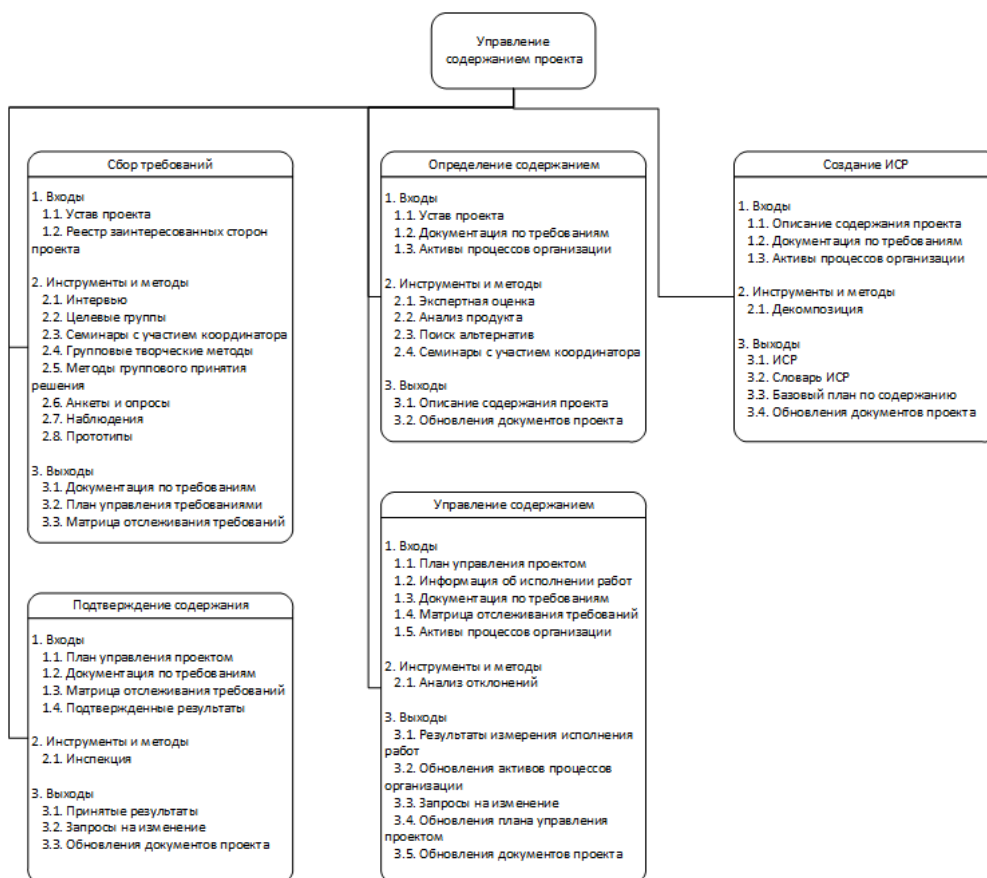 Управление
содержанием проекта
Сбор требований
1. Входы
1.1. Устав проекта
1.2. Реестр заинтересованных сторон
проекта
2. Инструменты и методы
2.1. Интервью
2.2. Целевые группы
2.3. Семинары с участием координатора
2.4. Групповые творческие методы
2.5. Методы группового принятия
решения
2.6. Анкеты и опросы
2.7. Наблюдения
2.8. Прототипы
3. Выходы
3.1. Документация по требованиям
3.2. План управления требованиями
3.3. Матрица отслеживания требований
Определение содержанием
1. Входы
1.1. Устав проекта
1.2. Документация по требованиям
1.3. Активы процессов организации
2. Инструменты и методы
2.1. Экспертная оценка
2.2. Анализ продукта
2.3. Поиск альтернатив
2.4. Семинары с участием координатора
3. Выходы
3.1. Описание содержания проекта
3.2. Обновления документов проекта
Создание ИСР
1. Входы
1.1. Описание содержания проекта
1.2. Документация по требованиям
1.3. Активы процессов организации
2. Инструменты и методы
2.1. Декомпозиция
3. Выходы
3.1. ИСР
3.2. Словарь ИСР
3.3. Базовый план по содержанию
3.4. Обновления документов проекта
Подтверждение содержания
1. Входы
1.1. План управления проектом
1.2. Документация по требованиям
1.3. Матрица отслеживания требований
1.4. Подтвержденные результаты
2. Инструменты и методы
2.1. Инспекция
3. Выходы
3.1. Принятые результаты
3.2. Запросы на изменение
3.3. Обновления документов проекта
Управление содержанием
1. Входы
1.1. План управления проектом
1.2. Информация об исполнении работ
1.3. Документация по требованиям
1.4. Матрица отслеживания требований
1.5. Активы процессов организации
2. Инструменты и методы
2.1. Анализ отклонений
3. Выходы
3.1. Результаты измерения исполнения
работ
3.2. Обновления активов процессов
организации
3.3. Запросы на изменение
3.4. Обновления плана управления
проектом
3.5. Обновления документов проекта